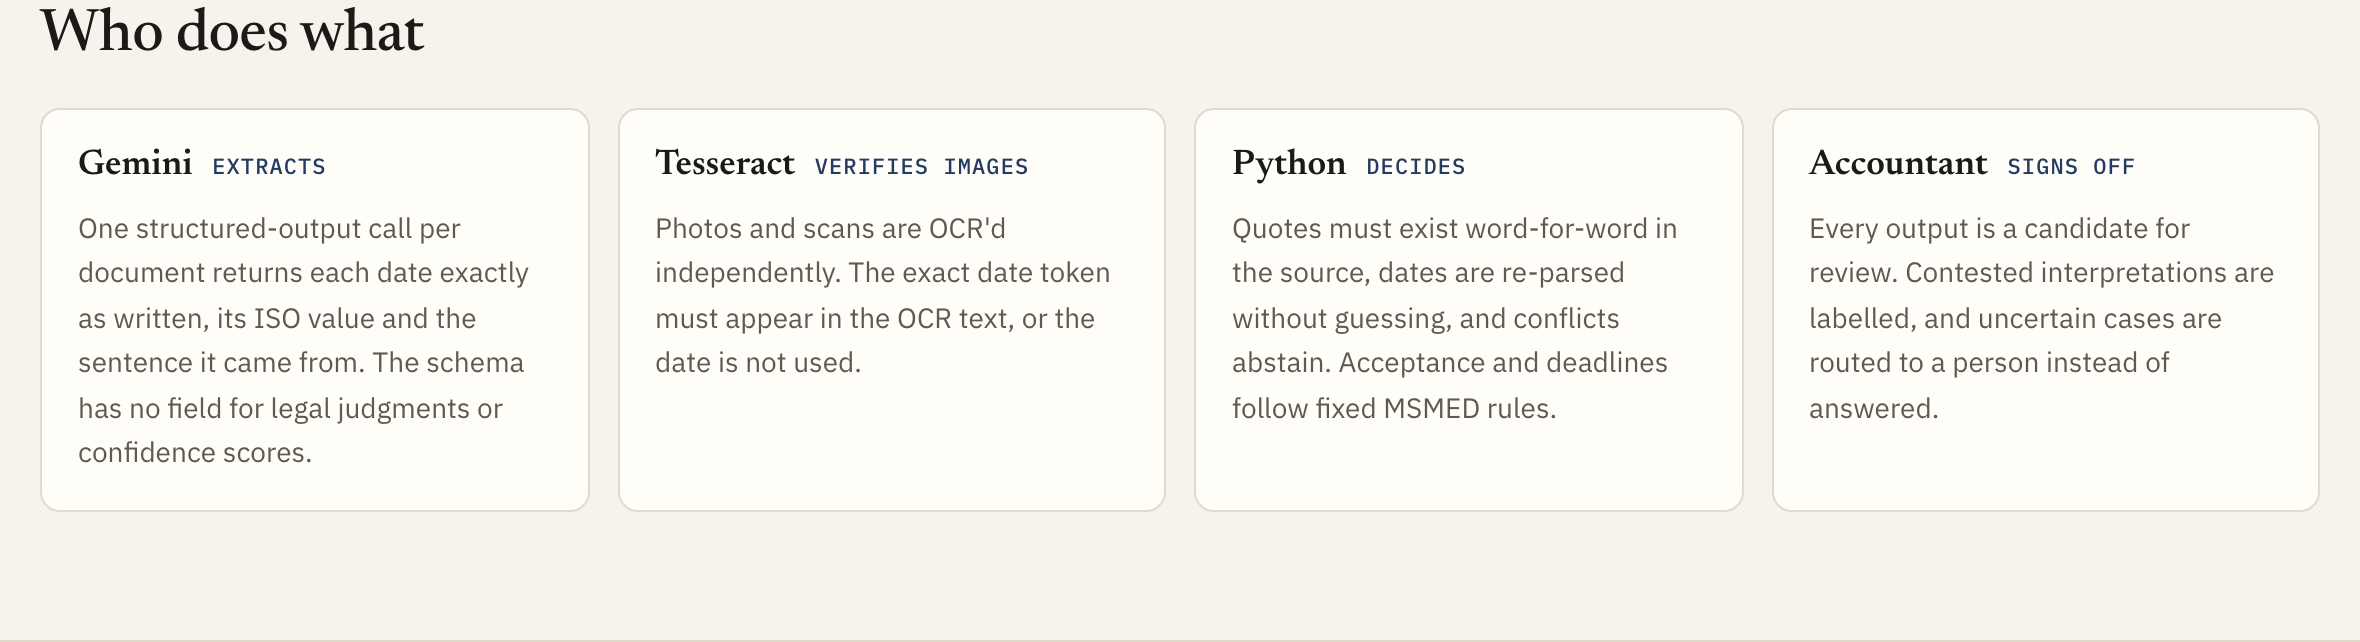 Who does what
Gemini EXTRACTS
One structured-output call per
document returns each date exactly
as written, its ISO value and the
sentence it came from. The schema
has no field for legal judgments or
confidence scores.
Tesseract VERIFIES IMAGES
Photos and scans are OCR'd
independently. The exact date token
must appear in the OCR text, or the
date is not used.
Python DECIDES
Quotes must exist word-for-word in
the source, dates are re-parsed
without guessing, and conflicts
abstain. Acceptance and deadlines
follow fixed MSMED rules.
Accountant SIGNS OFF
Every output is a candidate for
review. Contested interpretations are
labelled, and uncertain cases are
routed to a person instead of
answered.